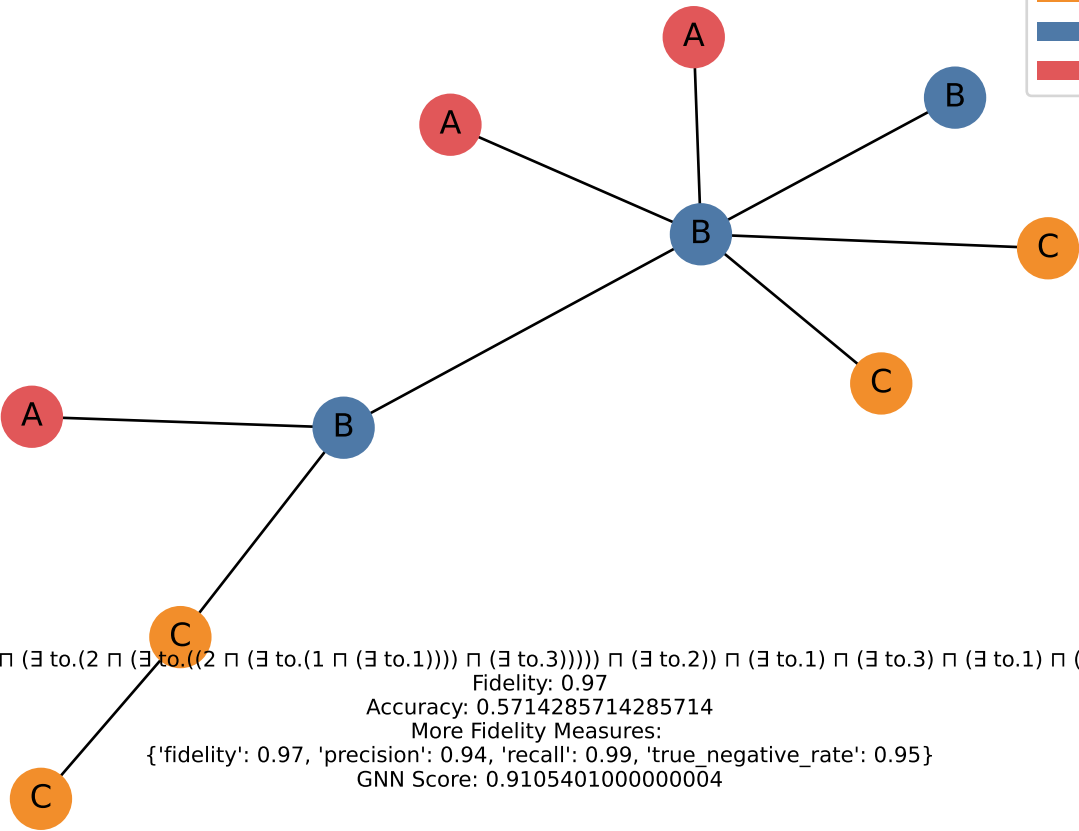 A
A
B
B
C
C
A
B
C
⊓ (∃ to.(2 ⊓ (∃ to.((2 ⊓ (∃ to.(1 ⊓ (∃ to.1)))) ⊓ (∃ to.3))))) ⊓ (∃ to.2)) ⊓ (∃ to.1) ⊓ (∃ to.3) ⊓ (∃ to.1) ⊓ (
Fidelity: 0.97
Accuracy: 0.5714285714285714
More Fidelity Measures:
{'fidelity': 0.97, 'precision': 0.94, 'recall': 0.99, 'true_negative_rate': 0.95}
GNN Score: 0.9105401000000004
C